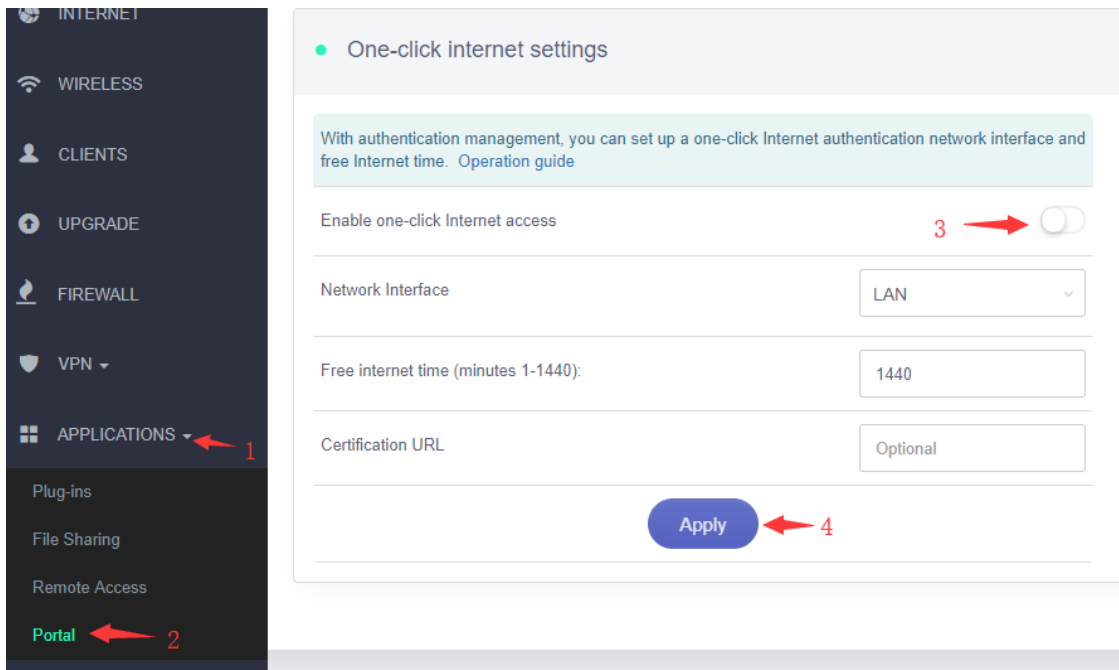 INTERNET
WIRELESS
CLIENTS
UPGRADE
FIREWALL
VPN
APPLICATIONS
1
Plug-ins
File Sharing
Remote Access
Portal
2
One-click internet settings
With authentication management, you can set up a one-click Internet authentication network interface and
free Internet time. Operation guide
Enable one-click Internet access
3
Network Interface
LAN
Free internet time (minutes 1-1440):
1440
Certification URL
Optional
Apply
4